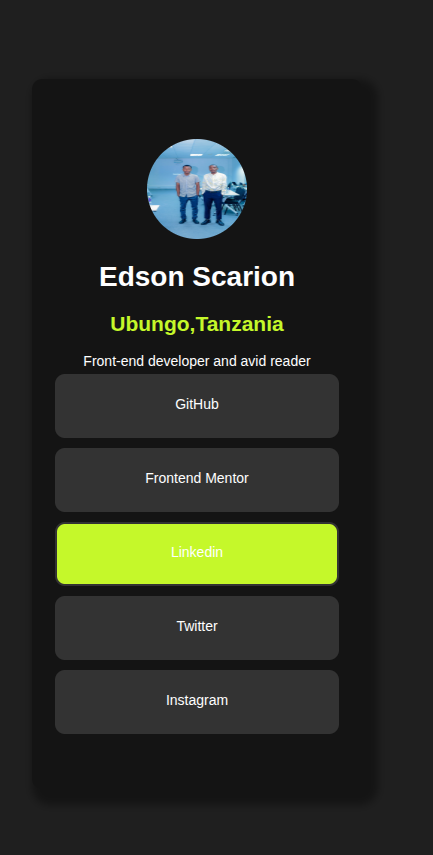 Edson Scarion
Ubungo,Tanzania
Front-end developer and avid reader
GitHub
Frontend Mentor
Linkedin
Twitter
Instagram